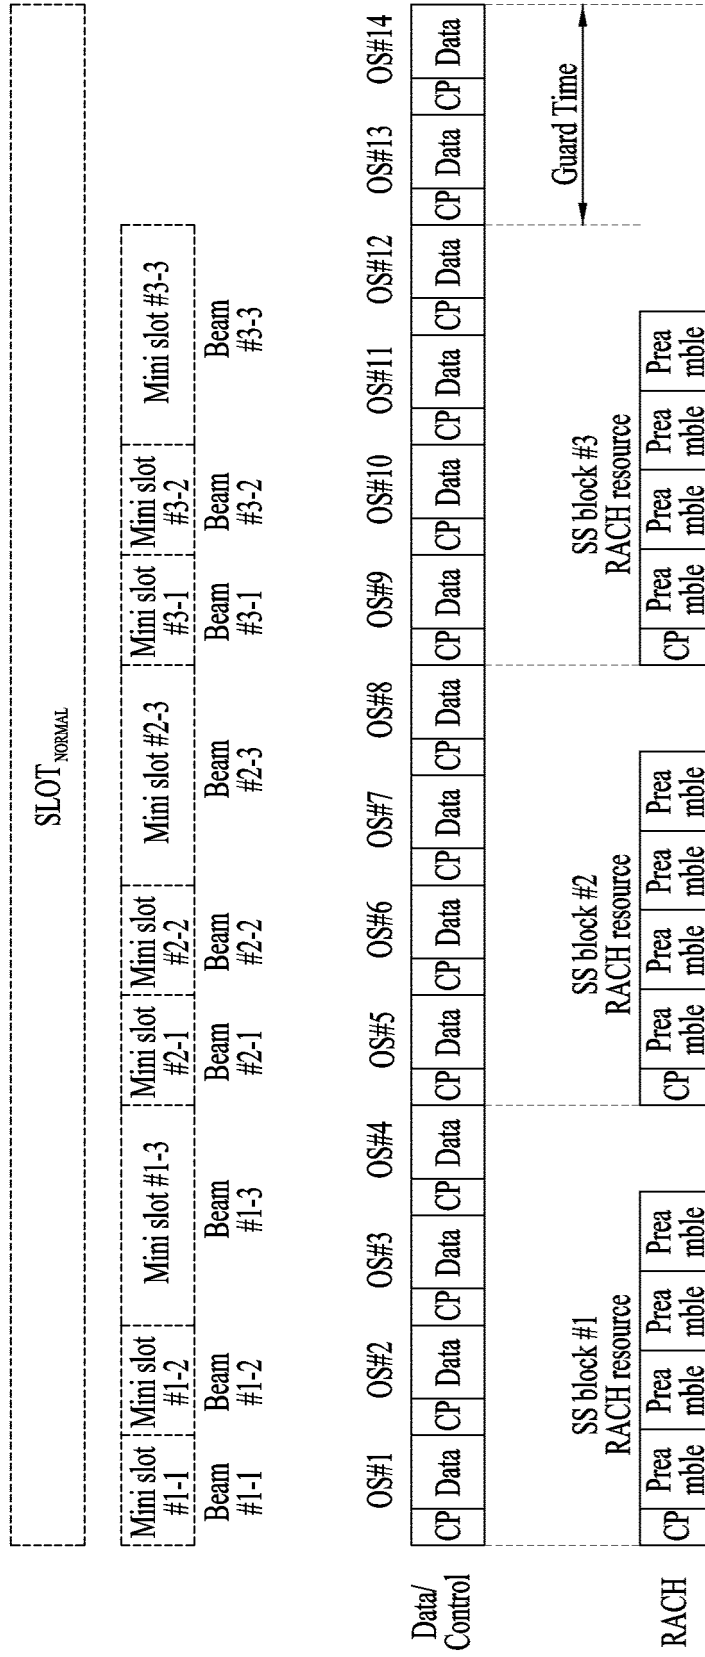 SLOT NORMAL
Mini slot
#1-1
Mini slot
#1-2
Mini slot #1-3
Mini slot
#2-1
Mini slot
#2-2
Mini slot #2-3
Mini slot
#3-1
Mini slot
#3-2
Mini slot #3-3
Beam
#1-1
Beam
#1-2
Beam
#1-3
Beam
#2-1
Beam
#2-2
Beam
#2-3
Beam
#3-1
Beam
#3-2
Beam
#3-3
OS#1 OS#2 OS#3 OS#4 OS#5 OS#6 OS#7 OS#8 OS#9 OS#10 OS#11 OS#12 OS#13 OS#14
Data/
Control
CP Data CP Data CP Data CP Data CP Data CP Data CP Data CP Data CP Data CP Data CP Data CP Data CP Data CP Data
Guard Time
SS block #1
RACH resource
SS block #2
RACH resource
SS block #3
RACH resource
RACH
CP
Prea
mble
Prea
mble
Prea
mble
Prea
mble
CP
Prea
mble
Prea
mble
Prea
mble
Prea
mble
CP
Prea
mble
Prea
mble
Prea
mble
Prea
mble